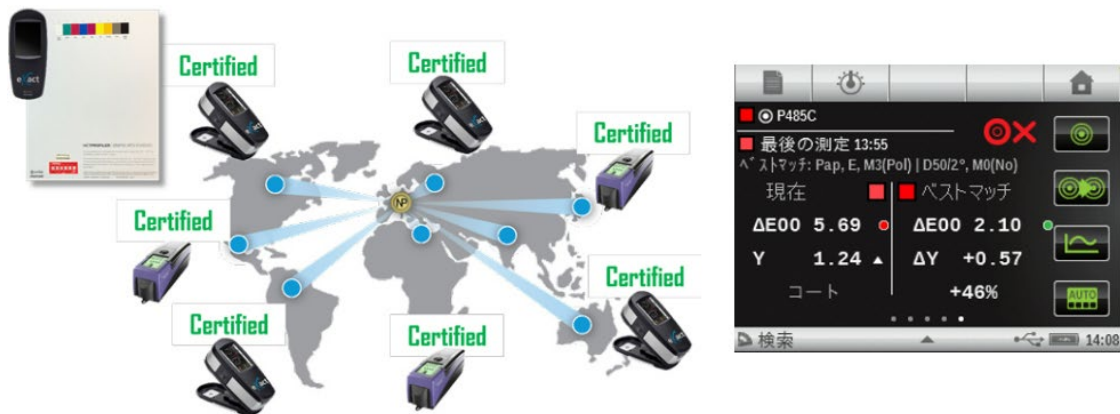 eXact
Certified
Certified
Certified
Certified
Certified
Certified
Certified
NP
P485C
最後の測定 13:55
ベストマッチ: Pap, E, M3(Pol) | D50/2°, M0(No)
現在
ベストマッチ
ΔE00 5.69
ΔE00 2.10
Y 1.24
ΔY +0.57
コート
+46%
AUTO
検索
14:08